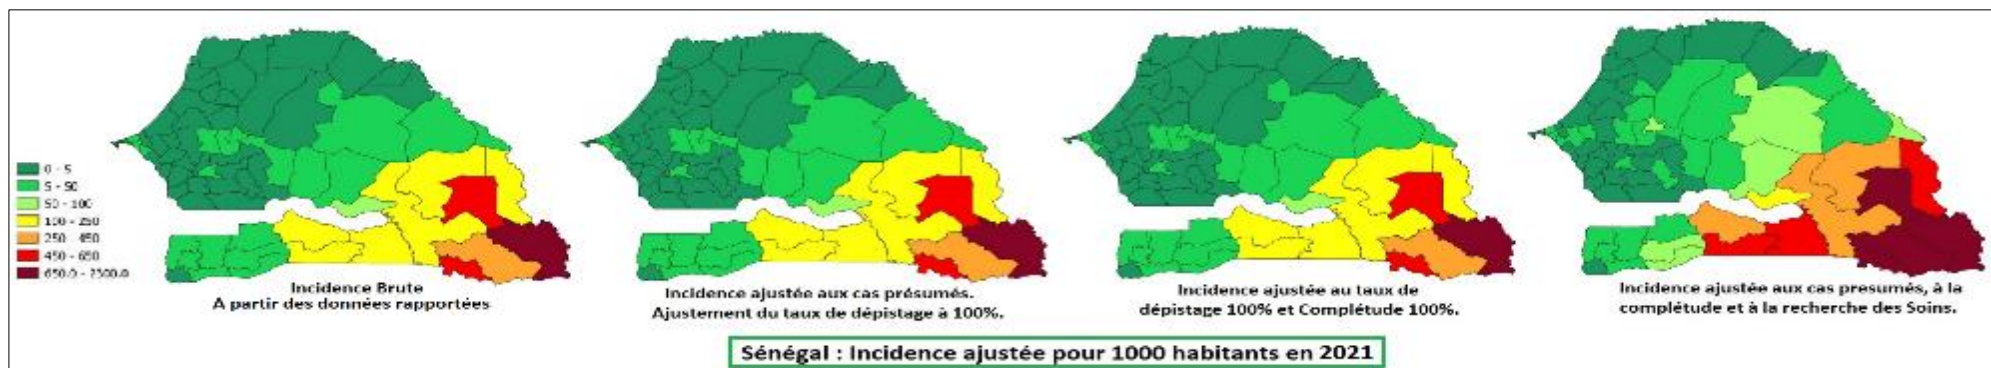 0 - 5
5 - 50
50 - 100
100 - 250
250 - 450
450 - 650
650.0 - 2300.0
Incidence Brute
A partir des données rapportées
Incidence ajustée aux cas présumés.
Ajustement du taux de dépistage à 100%.
Incidence ajustée au taux de
dépistage 100% et Complétude 100%.
Incidence ajustée aux cas presumés, à la
complétude et à la recherche des Soins.
Sénégal : Incidence ajustée pour 1000 habitants en 2021